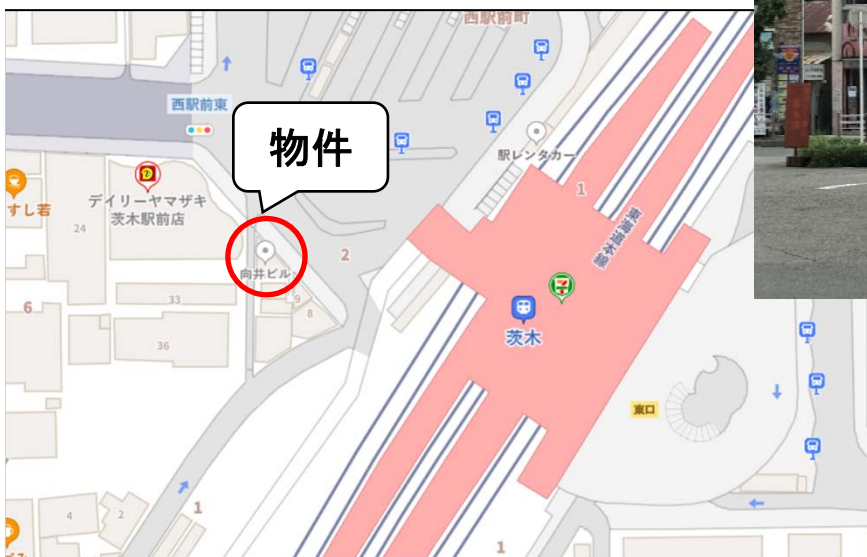 西駅前町
西駅前東
物件
駅レンタカー
1
すし若
デイリーヤマザキ
茨木駅前店
24
2
東海道本線
向井ビル
6
33
9
8
36
茨木
東口
4
2
1
1